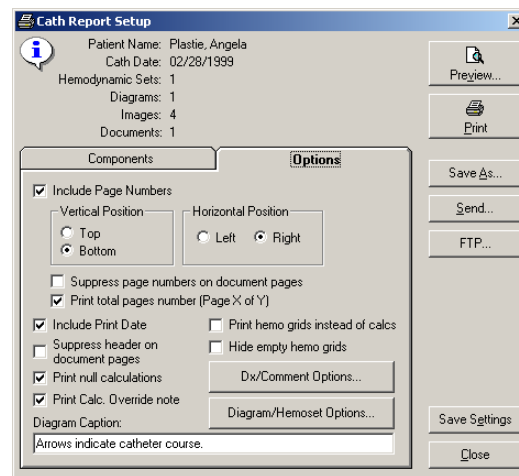 Cath Report Setup
Patient Name: Plastie, Angela
Cath Date: 02/28/1999
Hemodynamic Sets: 1
Diagrams: 1
Images: 4
Documents: 1
Preview...
Print
Save As...
Send...
FTP...
Save Settings
Close
Components
Options
Include Page Numbers
Vertical Position
Top
Bottom
Horizontal Position
Left
Right
Suppress page numbers on document pages
Print total pages number (Page X of Y)
Include Print Date
Suppress header on
document pages
Print null calculations
Print Calc. Override note
Print hemo grids instead of calcs
Hide empty hemo grids
Dx/Comment Options...
Diagram/Hemoset Options...
Diagram Caption:
Arrows indicate catheter course.